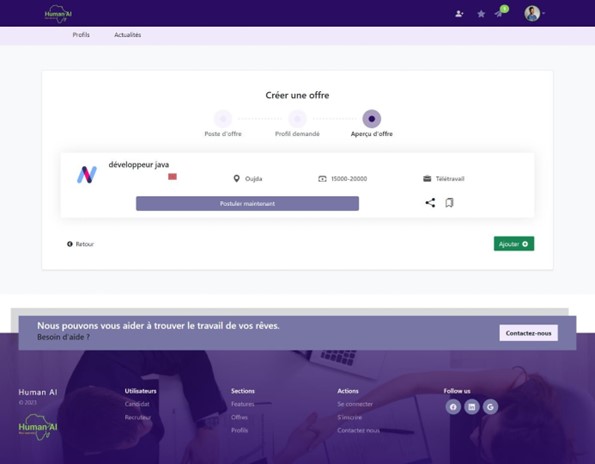 Human AI
1
Profils
Actualités
Créer une offre
Poste d'offre
Profil demandé
Aperçu d'offre
développeur java
Oujda
15000-20000
Télétravail
Postuler maintenant
Retour
Ajouter
Nous pouvons vous aider à trouver le travail de vos rêves.
Besoin d'aide ?
Contactez-nous
Human AI
© 2023
Human AI
Utilisateurs
Candidat
Recruteur
Sections
Features
Offres
Profils
Actions
Se connecter
S'inscrire
Contactez nous
Follow us